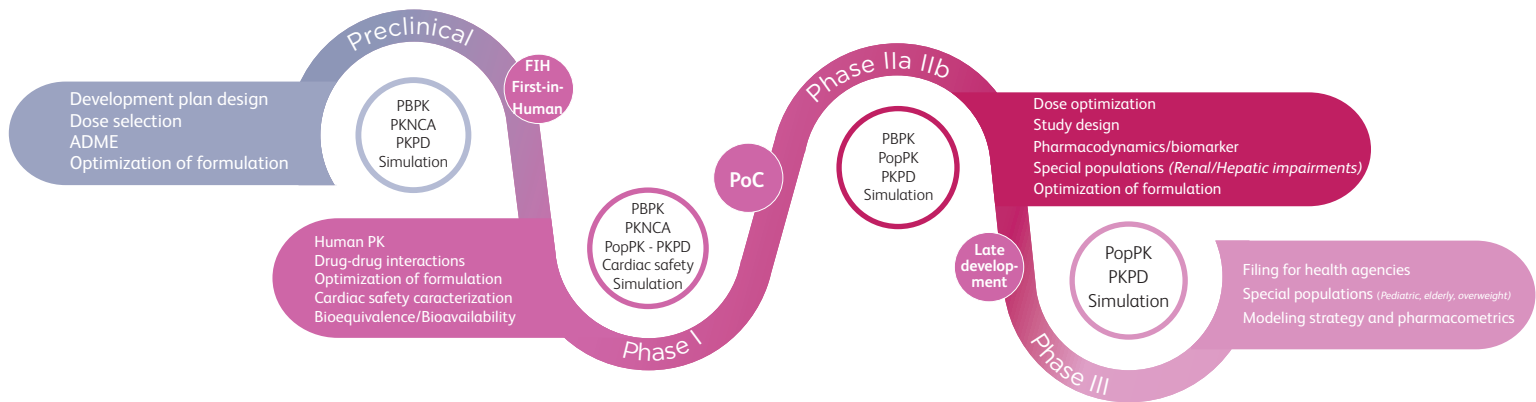 Preclinical
Development plan design
Dose selection
ADME
Optimization of formulation
PBPK
PKNCA
PKPD
Simulation
FIH
First-in-
Human
Human PK
Drug-drug interactions
Optimization of formulation
Cardiac safety caracterization
Bioequivalence/Bioavailability
PBPK
PKNCA
PopPK - PKPD
Cardiac safety
Simulation
Phase I
PoC
Phase IIa IIb
PBPK
PopPK
PKPD
Simulation
Dose optimization
Study design
Pharmacodynamics/biomarker
Special populations (Renal/Hepatic impairments)
Optimization of formulation
Late
develop-
ment
PopPK
PKPD
Simulation
Phase III
Filing for health agencies
Special populations (Pediatric, elderly, overweight)
Modeling strategy and pharmacometrics